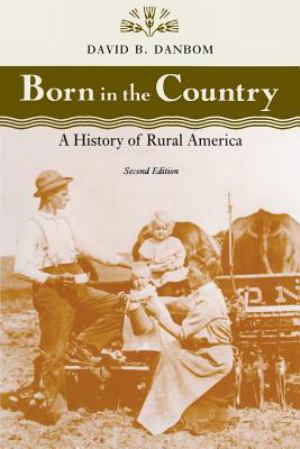 DAVID B. DANBOM
Born in the Country
A History of Rural America
Second Edition